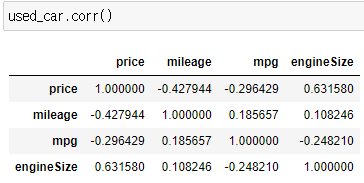 used_car.corr()
price mileage mpg engineSize
price 1.000000 -0.427944 -0.296429 0.631580
mileage -0.427944 1.000000 0.185657 0.108246
mpg -0.296429 0.185657 1.000000 -0.248210
engineSize 0.631580 0.108246 -0.248210 1.000000